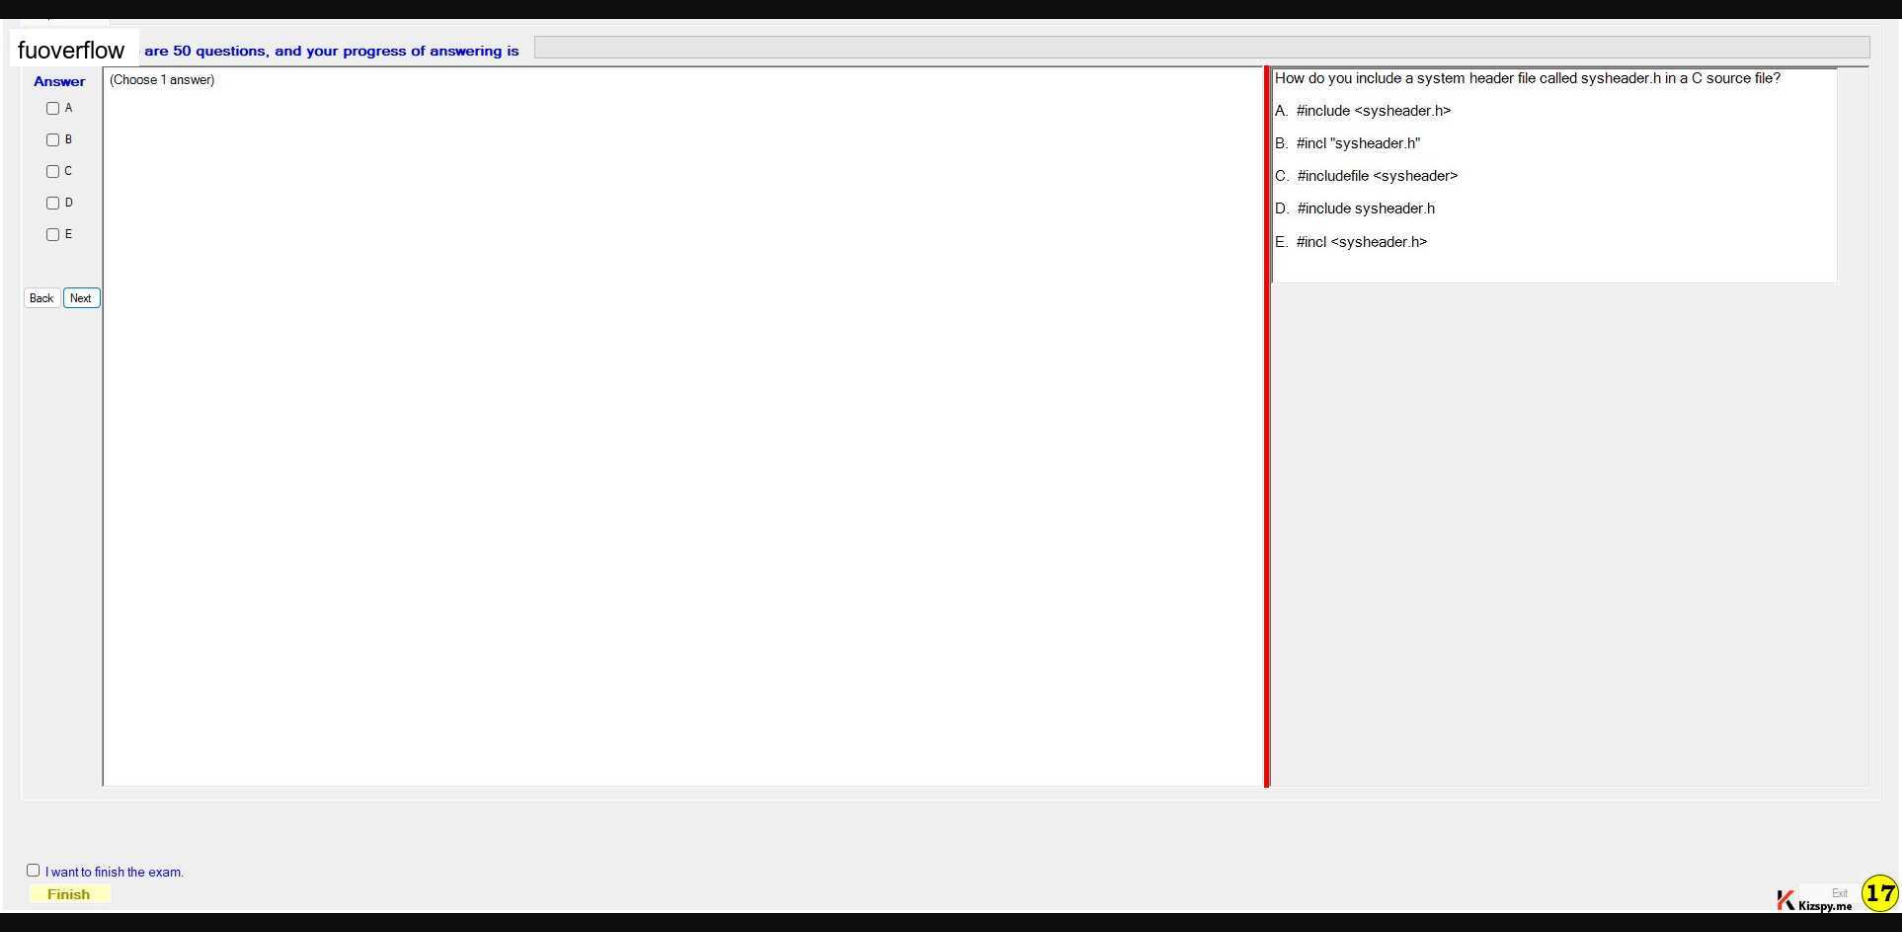 fuoverflow are 50 questions, and your progress of answering is
Answer
(Choose 1 answer)
A
B
C
D
E
Back Next
How do you include a system header file called sysheader.h in a C source file?
A. #include <sysheader.h>
B. #incl "sysheader.h"
C. #includefile <sysheader>
D. #include sysheader.h
E. #incl <sysheader.h>
I want to finish the exam.
Finish
Exit
Kizspy.me
17